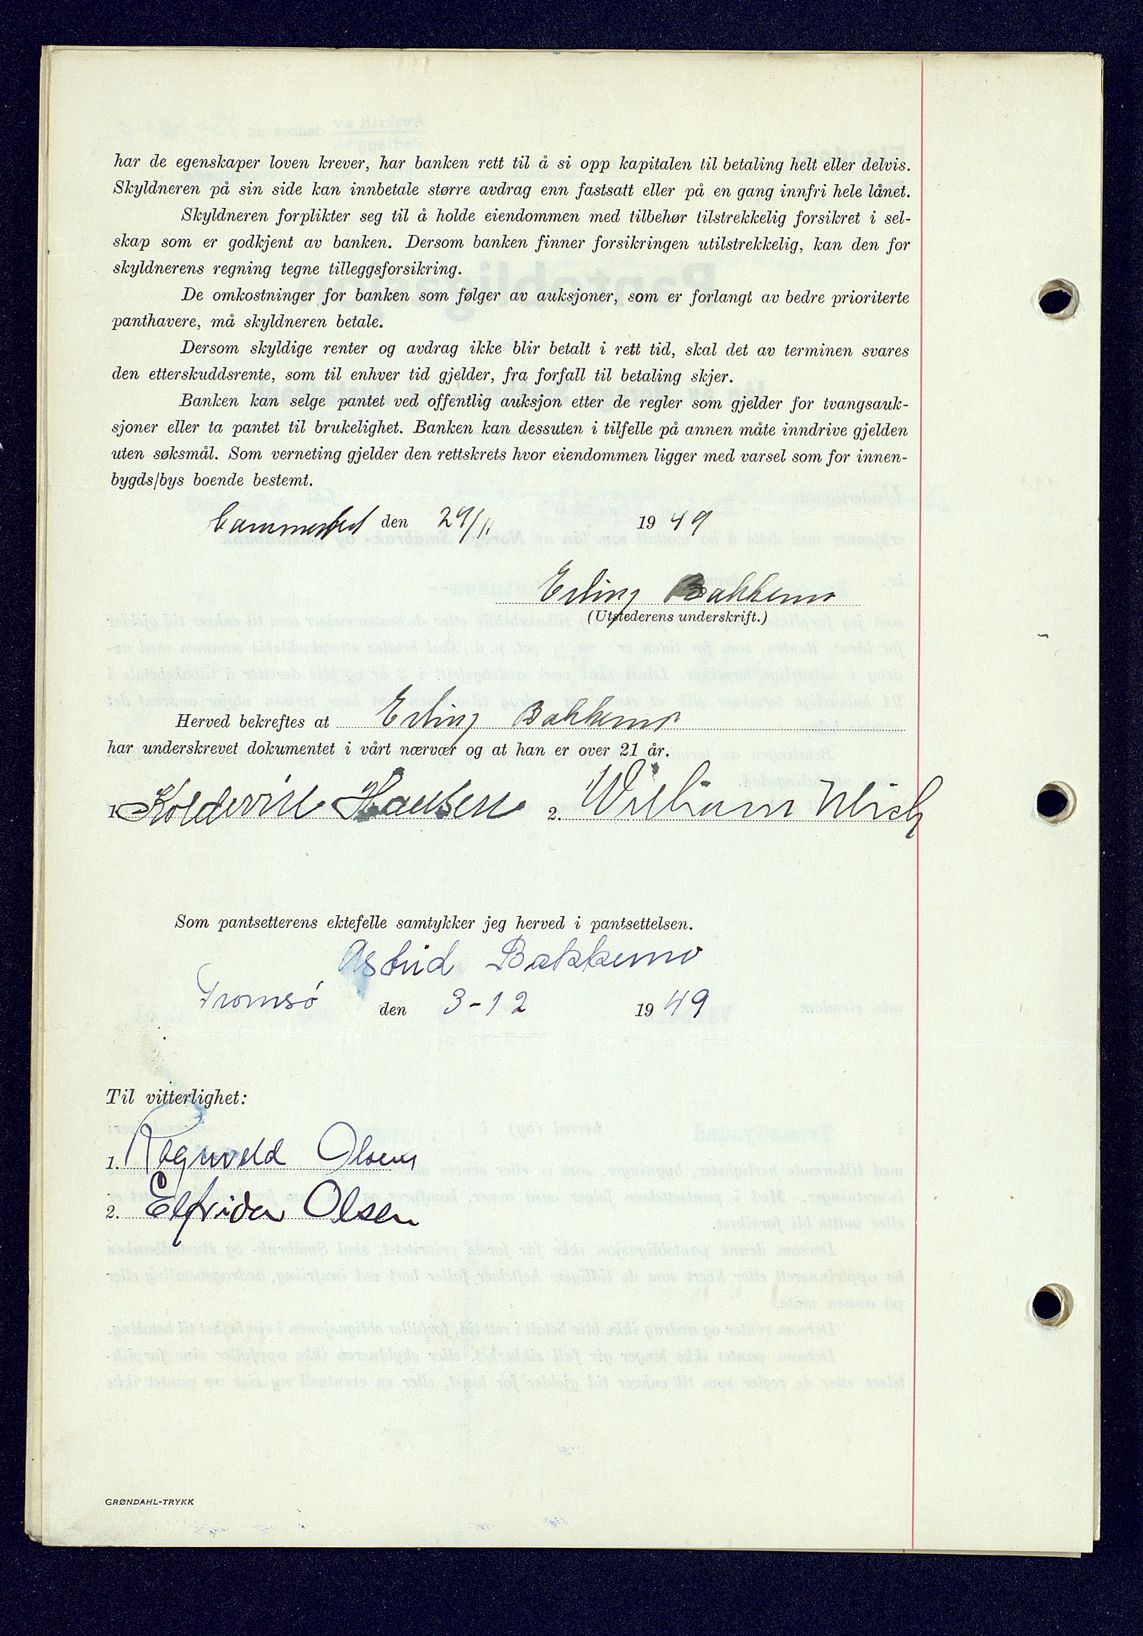 har de egenskaper loven krever, har banken rett til å si opp kapitalen til betaling helt eller delvis.
Skyldneren på sin side kan innbetale større avdrag enn fastsatt eller på en gang innfri hele lånet.
Skyldneren forplikter seg til å holde eiendommen med tilbehør tilstrekkelig forsikret i sel-
skap som er godkjent av banken. Dersom banken finner forsikringen utilstrekkelig, kan den for
skyldnerens regning tegne tilleggsforsikring.
De omkostninger for banken som følger av auksjoner, som er forlangt av bedre prioriterte
panthavere, må skyldneren betale.
Dersom skyldige renter og avdrag ikke blir betalt i rett tid, skal det av terminen svares
den etterskuddsrente, som til enhver tid gjelder, fra forfall til betaling skjer.
Banken kan selge pantet ved offentlig auksjon etter de regler som gjelder for tvangsauk-
sjoner eller ta pantet til brukelighet. Banken kan dessuten i tilfelle på annen måte inndrive gjelden
uten søksmål. Som verneting gjelder den rettskrets hvor eiendommen ligger med varsel som for innen-
bygds/bys boende bestemt.
den 29/11 1949
Erling Bakkemo
(Utstederens underskrift.)
Herved bekreftes at Erling Bakkemo
har underskrevet dokumentet i vårt nærvær og at han er over 21 år.
1. Hansen 2. William
Som pantsetterens ektefelle samtykker jeg herved i pantsettelsen.
Astrid Bakkemo
Tromsø den 3-12 1949
Til vitterlighet:
1. Ragnvald Olsen
2. Elfrida Olsen
GRØNDAHL-TRYKK